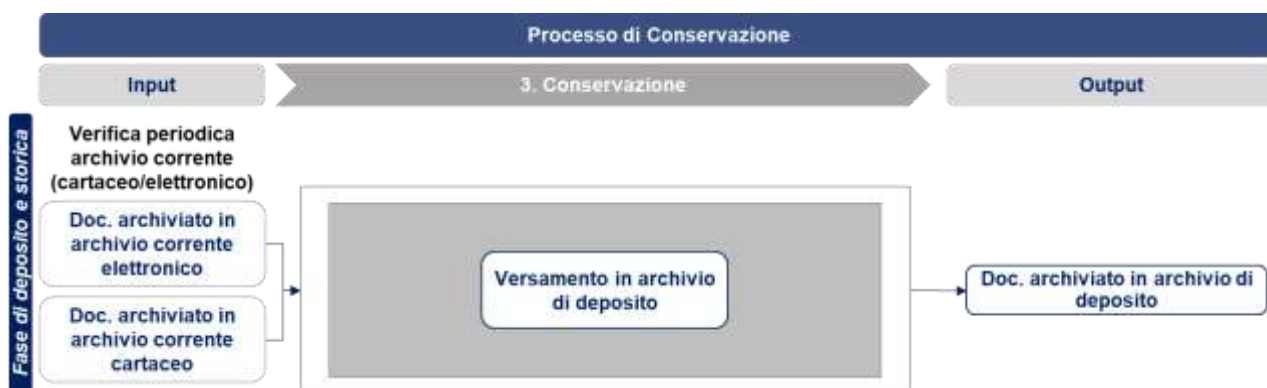 Processo di Conservazione
Input
3. Conservazione
Output
Fase di deposito e storica
Verifica periodica
archivio corrente
(cartaceo/elettronico)
Doc. archiviato in
archivio corrente
elettronico
Doc. archiviato in
archivio corrente
cartaceo
Versamento in archivio
di deposito
Doc. archiviato in archivio di
deposito